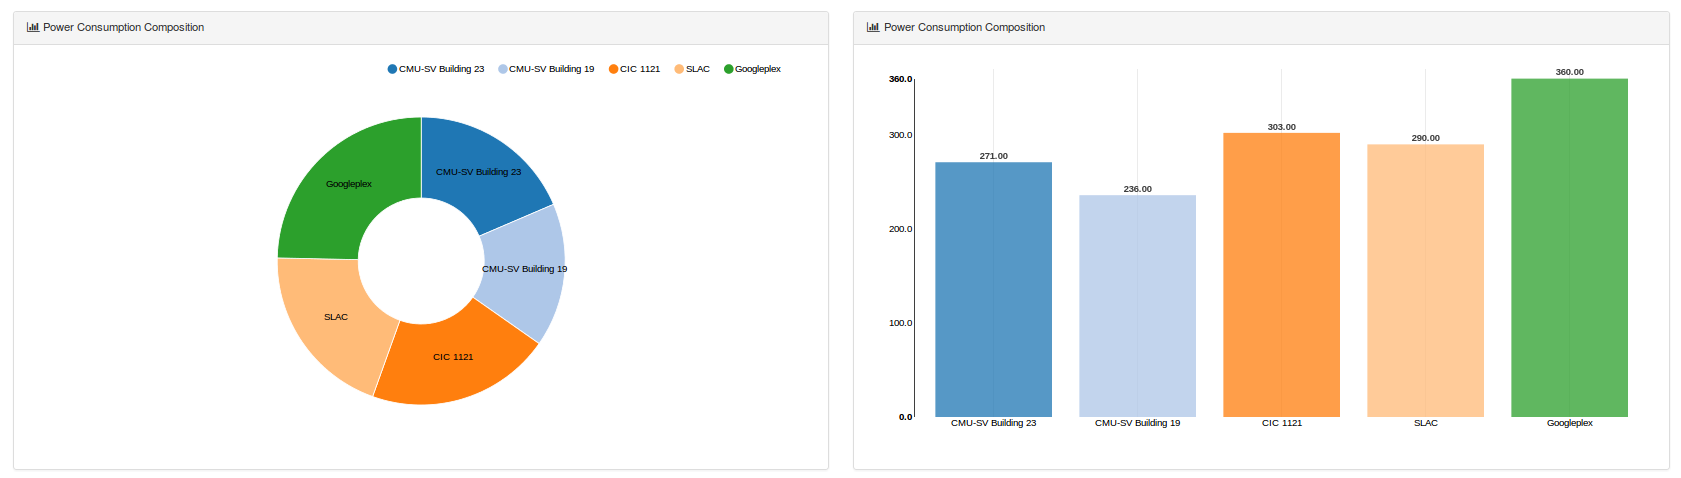 Power Consumption Composition
CMU-SV Building 23 CMU-SV Building 19 CIC 1121 SLAC Googleplex
CMU-SV Building 23
Googleplex
CMU-SV Building 19
SLAC
CIC 1121
Power Consumption Composition
360.0
300.0
200.0
100.0
0.0
360.00
303.00
290.00
271.00
236.00
CMU-SV Building 23 CMU-SV Building 19 CIC 1121 SLAC Googleplex